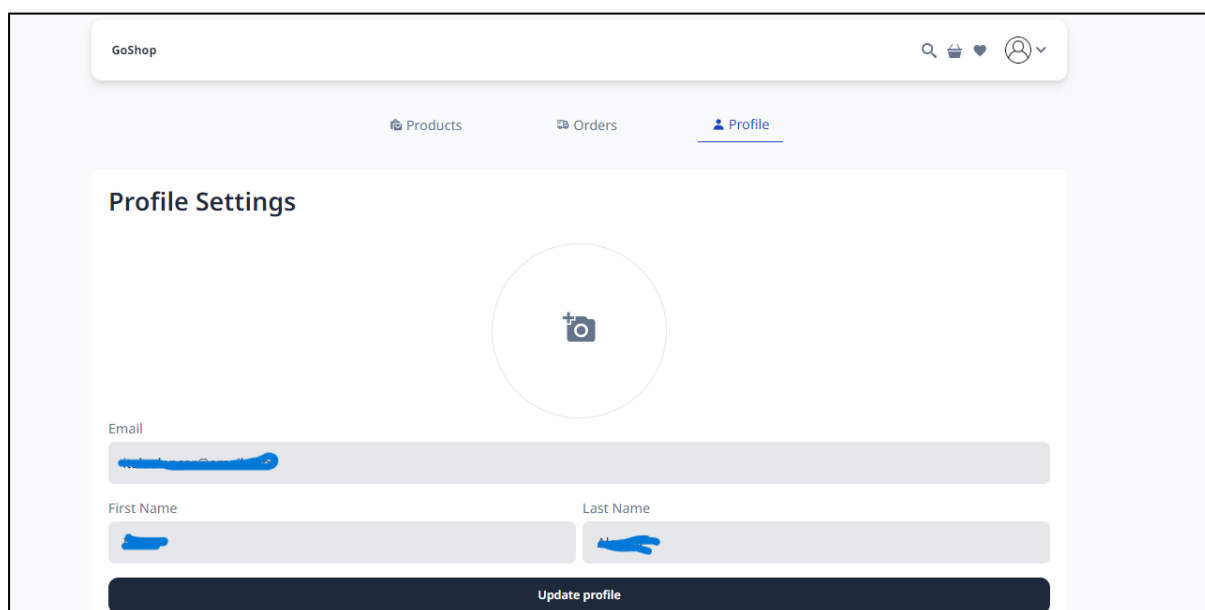 GoShop
Products Orders Profile
Profile Settings
Email
First Name Last Name
Update profile